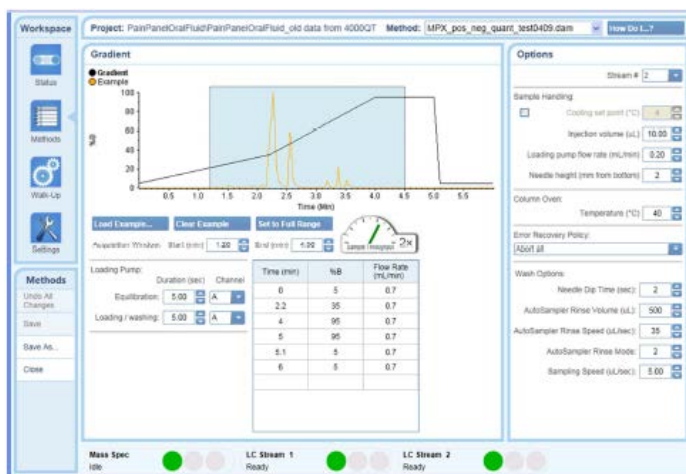 Workspace
Project: PainPanelOralFluid\PainPanelOralFluid_old data from 4000QT Method: MPX_pos_neg_quant_test0409.dam How Do I...?
Status
Methods
Walk-Up
Settings
Methods
Undo All
Changes
Save
Save As...
Close
Gradient
Gradient
Example
100
80
60
40
20
0
%B
0.5 1.0 1.5 2.0 2.5 3.0 3.5 4.0 4.5 5.0 5.5 6.0
Time (Min)
Load Example... Clear Example Set to Full Range
Acquisition Window: Start (min) 1.20 End (min)
Sample Throughput 2x
Loading Pump:
Duration (sec) Channel
Equilibration: 5.00 A
Loading / washing: 5.00 A
Time (min) %B Flow Rate (mL/min)
0 5 0.7
2.2 35 0.7
4 95 0.7
5 95 0.7
5.1 5 0.7
6 5 0.7
Options
Stream # 2
Sample Handling:
Cooling set point (°C) 4
Injection volume (uL) 10.00
Loading pump flow rate (mL/min) 0.20
Needle height (mm from bottom) 2
Column Oven:
Temperature (°C) 40
Error Recovery Policy:
Abort All
Wash Options:
Needle Dip Time (sec): 2
AutoSampler Rinse Volume (uL): 500
AutoSampler Rinse Speed (uL/sec): 35
AutoSampler Rinse Mode: 2
Sampling Speed (uL/sec): 5.00
Mass Spec
Idle
LC Stream 1
Ready
LC Stream 2
Ready